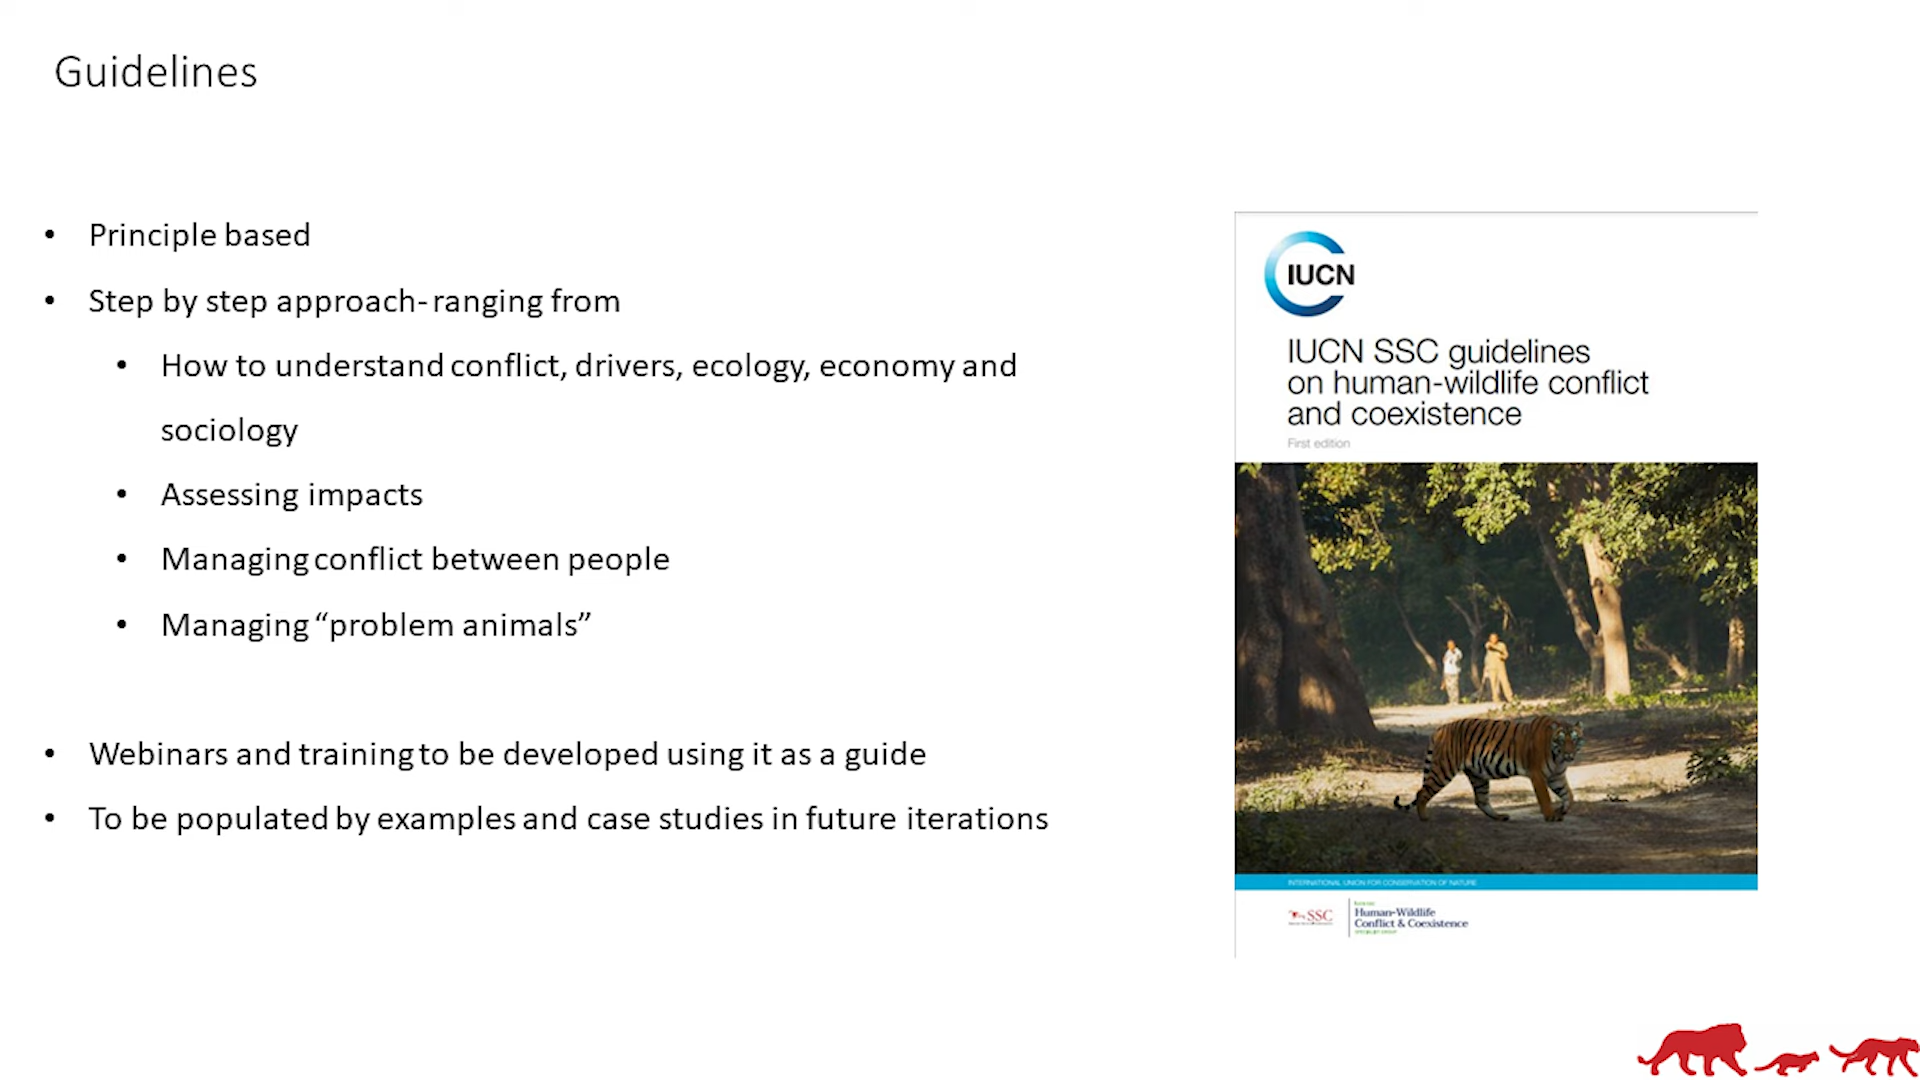 Guidelines
• Principle based
• Step by step approach- ranging from
• How to understand conflict, drivers, ecology, economy and
sociology
• Assessing impacts
• Managing conflict between people
• Managing “problem animals”
• Webinars and training to be developed using it as a guide
• To be populated by examples and case studies in future iterations
IUCN
IUCN SSC guidelines
on human-wildlife conflict
and coexistence
First edition
INTERNATIONAL UNION FOR CONSERVATION OF NATURE
SSC
Human-Wildlife
Conflict & Coexistence